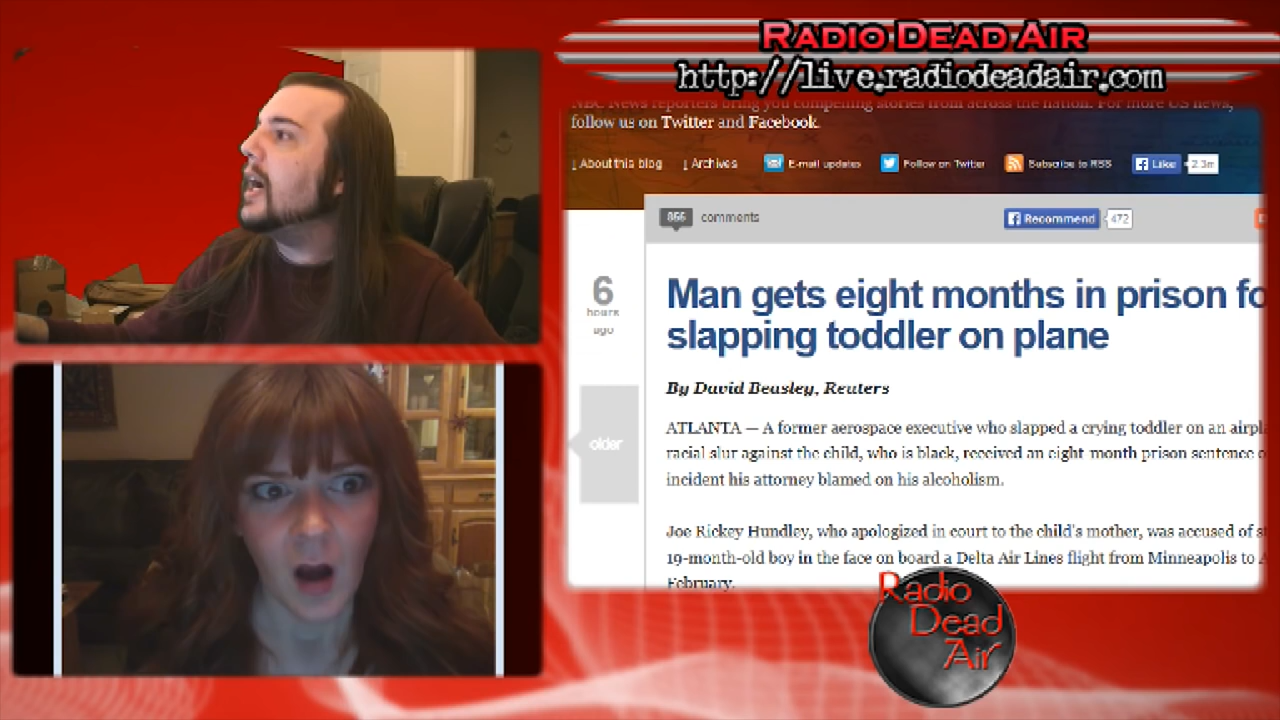 RADIO DEAD AIR
http://live.radiodeadair.com
NBC News reporters bring you compelling stories from across the nation. For more US news,
follow us on Twitter and Facebook.
About this blog
Archives
E-mail updates
Follow on Twitter
Subscribe to RSS
Like
2.3m
856 comments
Recommend 472
6
hours
ago
Man gets eight months in prison fo
slapping toddler on plane
By David Beasley, Reuters
older
ATLANTA — A former aerospace executive who slapped a crying toddler on an airpl
racial slur against the child, who is black, received an eight month prison sentence o
incident his attorney blamed on his alcoholism.
Joe Rickey Hundley, who apologized in court to the child's mother, was accused of s
19-month-old boy in the face on board a Delta Air Lines flight from Minneapolis to A
February.
Radio
Dead
Air